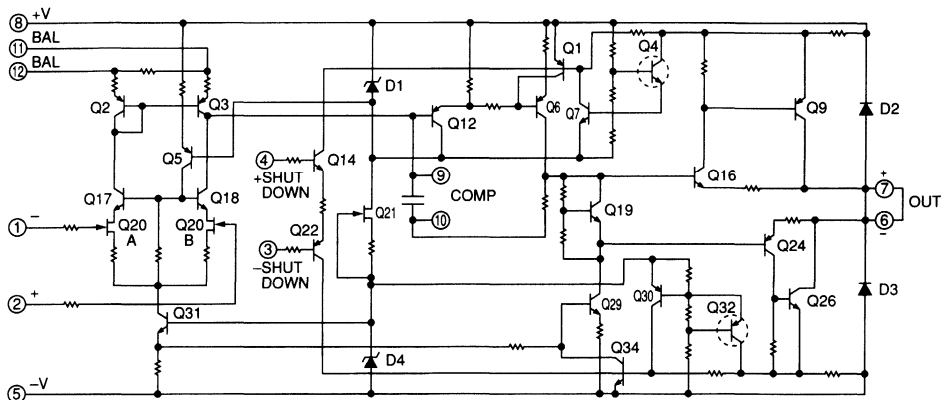 8 +V
11 BAL
12 BAL
Q1
Q4
D1
Q2
Q3
Q6
Q7
Q9
D2
Q12
Q5
4
+SHUT
DOWN
Q14
9
COMP
10
Q16
Q17
Q18
Q19
7 +
OUT
6 −
1 −
Q20
A
Q20
B
Q21
Q22
3
−SHUT
DOWN
Q24
Q26
2 +
Q31
Q29
Q30
Q32
D3
D4
Q34
5 −V